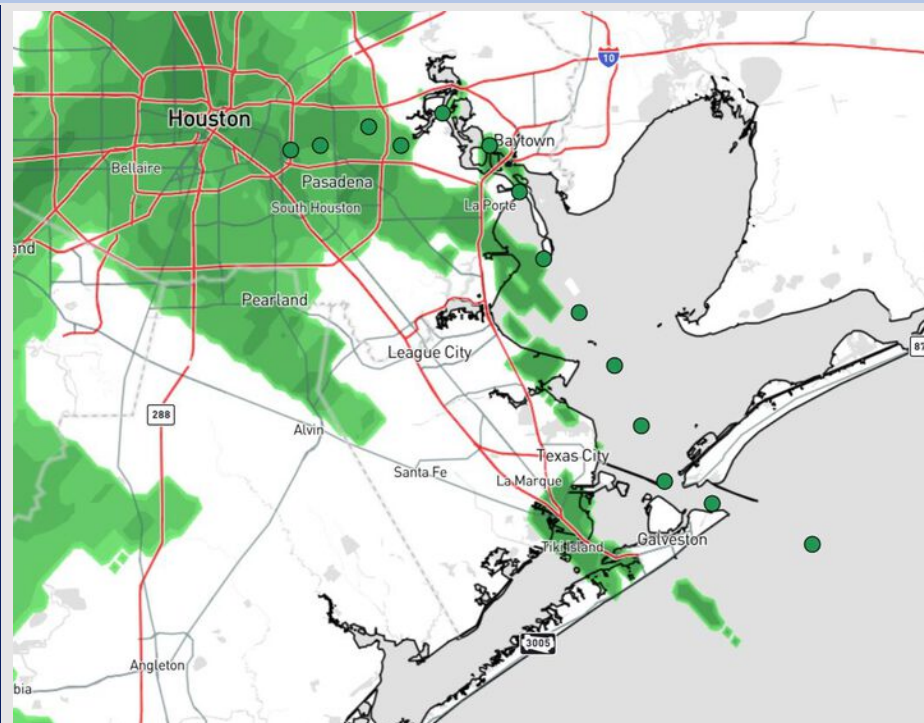 10
Houston
Baytown
Bellaire
Pasadena
La Porte
South Houston
and
Pearland
87
League City
288
Alvin
Texas City
Santa Fe
La Marque
Tiki Island
Galveston
3005
Angleton
bia